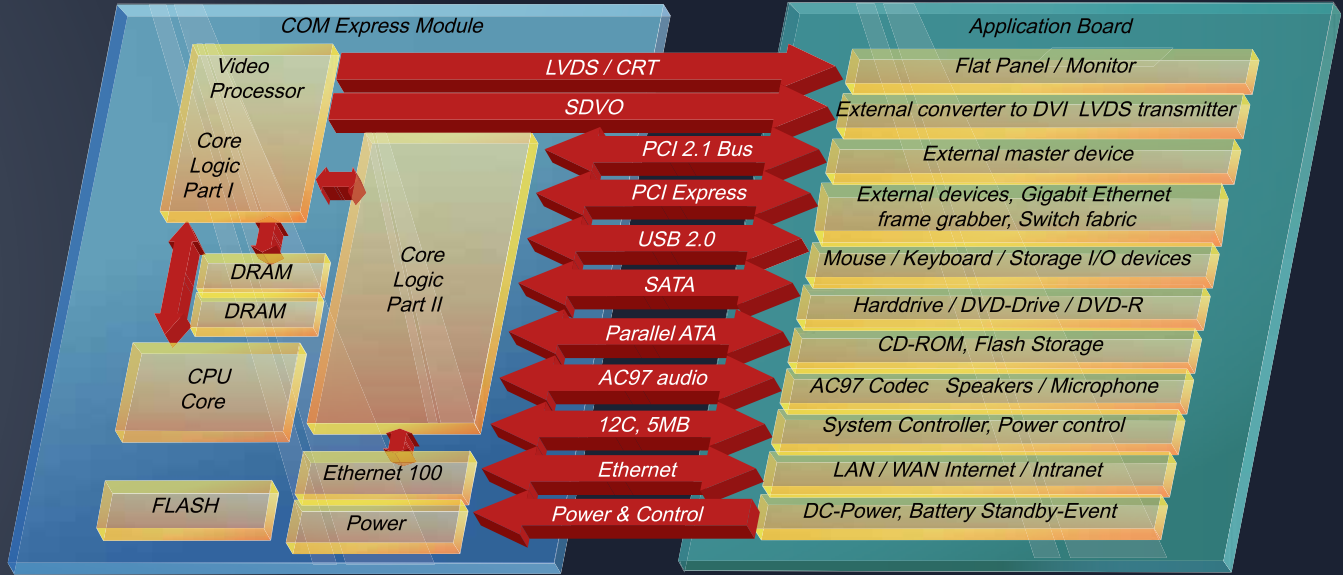 COM Express Module
Application Board
Video
Processor
Core
Logic
Part I
DRAM
DRAM
CPU
Core
FLASH
Core
Logic
Part II
Ethernet 100
Power
LVDS / CRT
SDVO
PCI 2.1 Bus
PCI Express
USB 2.0
SATA
Parallel ATA
AC97 audio
12C, 5MB
Ethernet
Power & Control
Flat Panel / Monitor
External converter to DVI LVDS transmitter
External master device
External devices, Gigabit Ethernet
frame grabber, Switch fabric
Mouse / Keyboard / Storage I/O devices
Harddrive / DVD-Drive / DVD-R
CD-ROM, Flash Storage
AC97 Codec Speakers / Microphone
System Controller, Power control
LAN / WAN Internet / Intranet
DC-Power, Battery Standby-Event